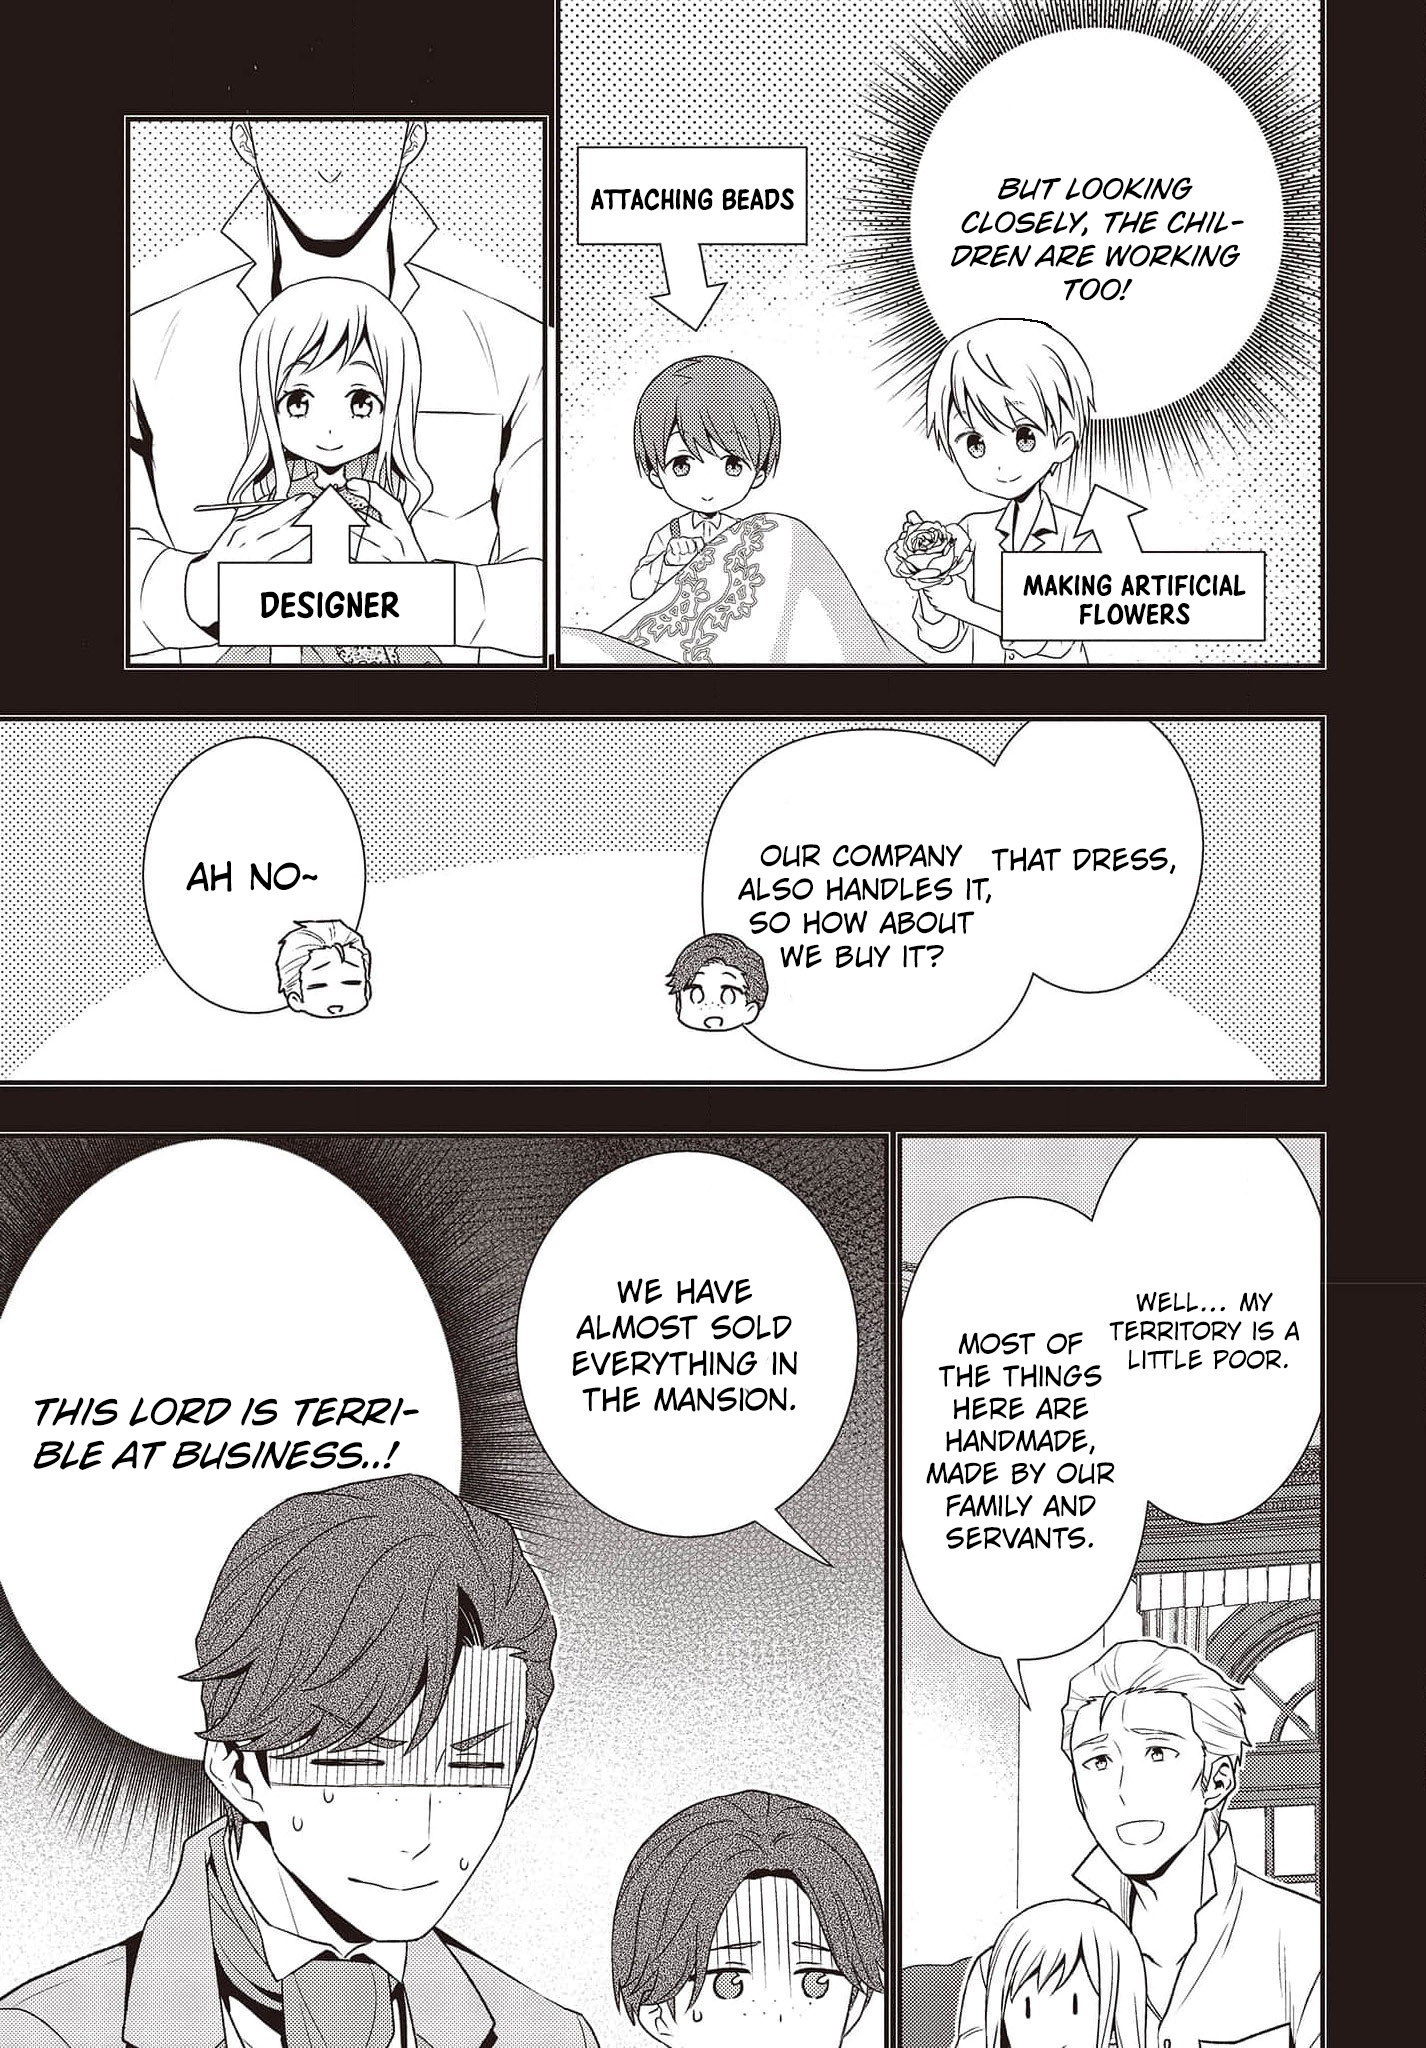 BUT LOOKING
CLOSELY, THE CHIL-
DREN ARE WORKING
TOO!
ATTACHING BEADS
MAKING ARTIFICIAL
FLOWERS
DESIGNER
THAT DRESS,
OUR COMPANY
ALSO HANDLES IT,
SO HOW ABOUT
WE BUY IT?
AH NO~
WELL... MY
TERRITORY IS A
LITTLE POOR.
MOST OF
THE THINGS
HERE ARE
HANDMADE,
MADE BY OUR
FAMILY AND
SERVANTS.
WE HAVE
ALMOST SOLD
EVERYTHING IN
THE MANSION.
THIS LORD IS TERRI-
BLE AT BUSINESS..!